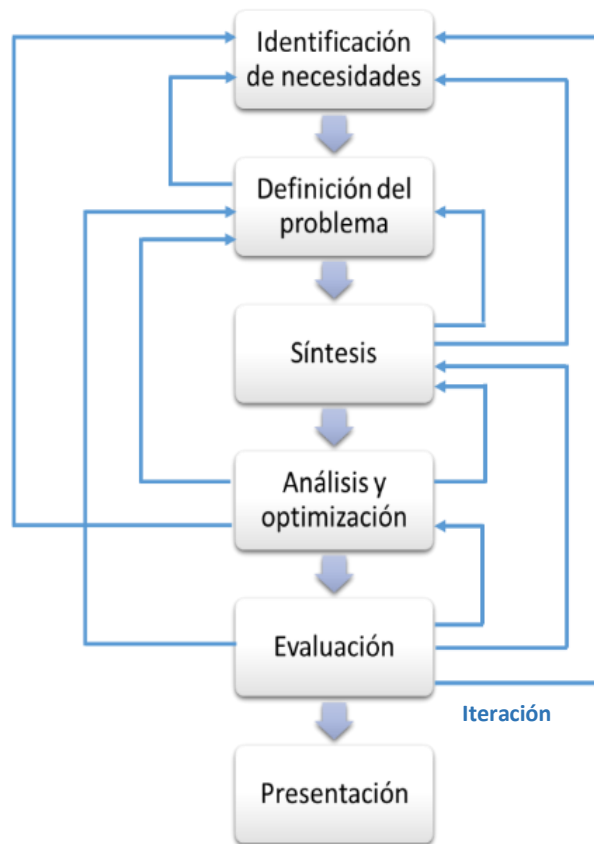 Identificación
de necesidades
Definición del
problema
Síntesis
Análisis y
optimización
Evaluación
Iteración
Presentación